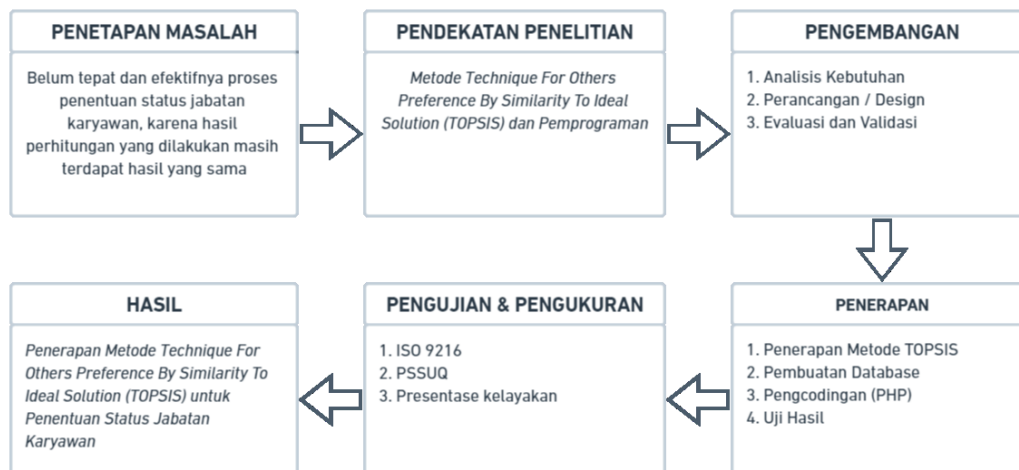 PENETAPAN MASALAH
Belum tepat dan efektifnya proses
penentuan status jabatan
karyawan, karena hasil
perhitungan yang dilakukan masih
terdapat hasil yang sama
PENDEKATAN PENELITIAN
Metode Technique For Others
Preference By Similarity To Ideal
Solution (TOPSIS) dan Pemprograman
PENGEMBANGAN
1. Analisis Kebutuhan
2. Perancangan / Design
3. Evaluasi dan Validasi
HASIL
Penerapan Metode Technique For
Others Preference By Similarity To
Ideal Solution (TOPSIS) untuk
Penentuan Status Jabatan
Karyawan
PENGUJIAN & PENGUKURAN
1. ISO 9216
2. PSSUQ
3. Presentase kelayakan
PENERAPAN
1. Penerapan Metode TOPSIS
2. Pembuatan Database
3. Pengcodingan (PHP)
4. Uji Hasil